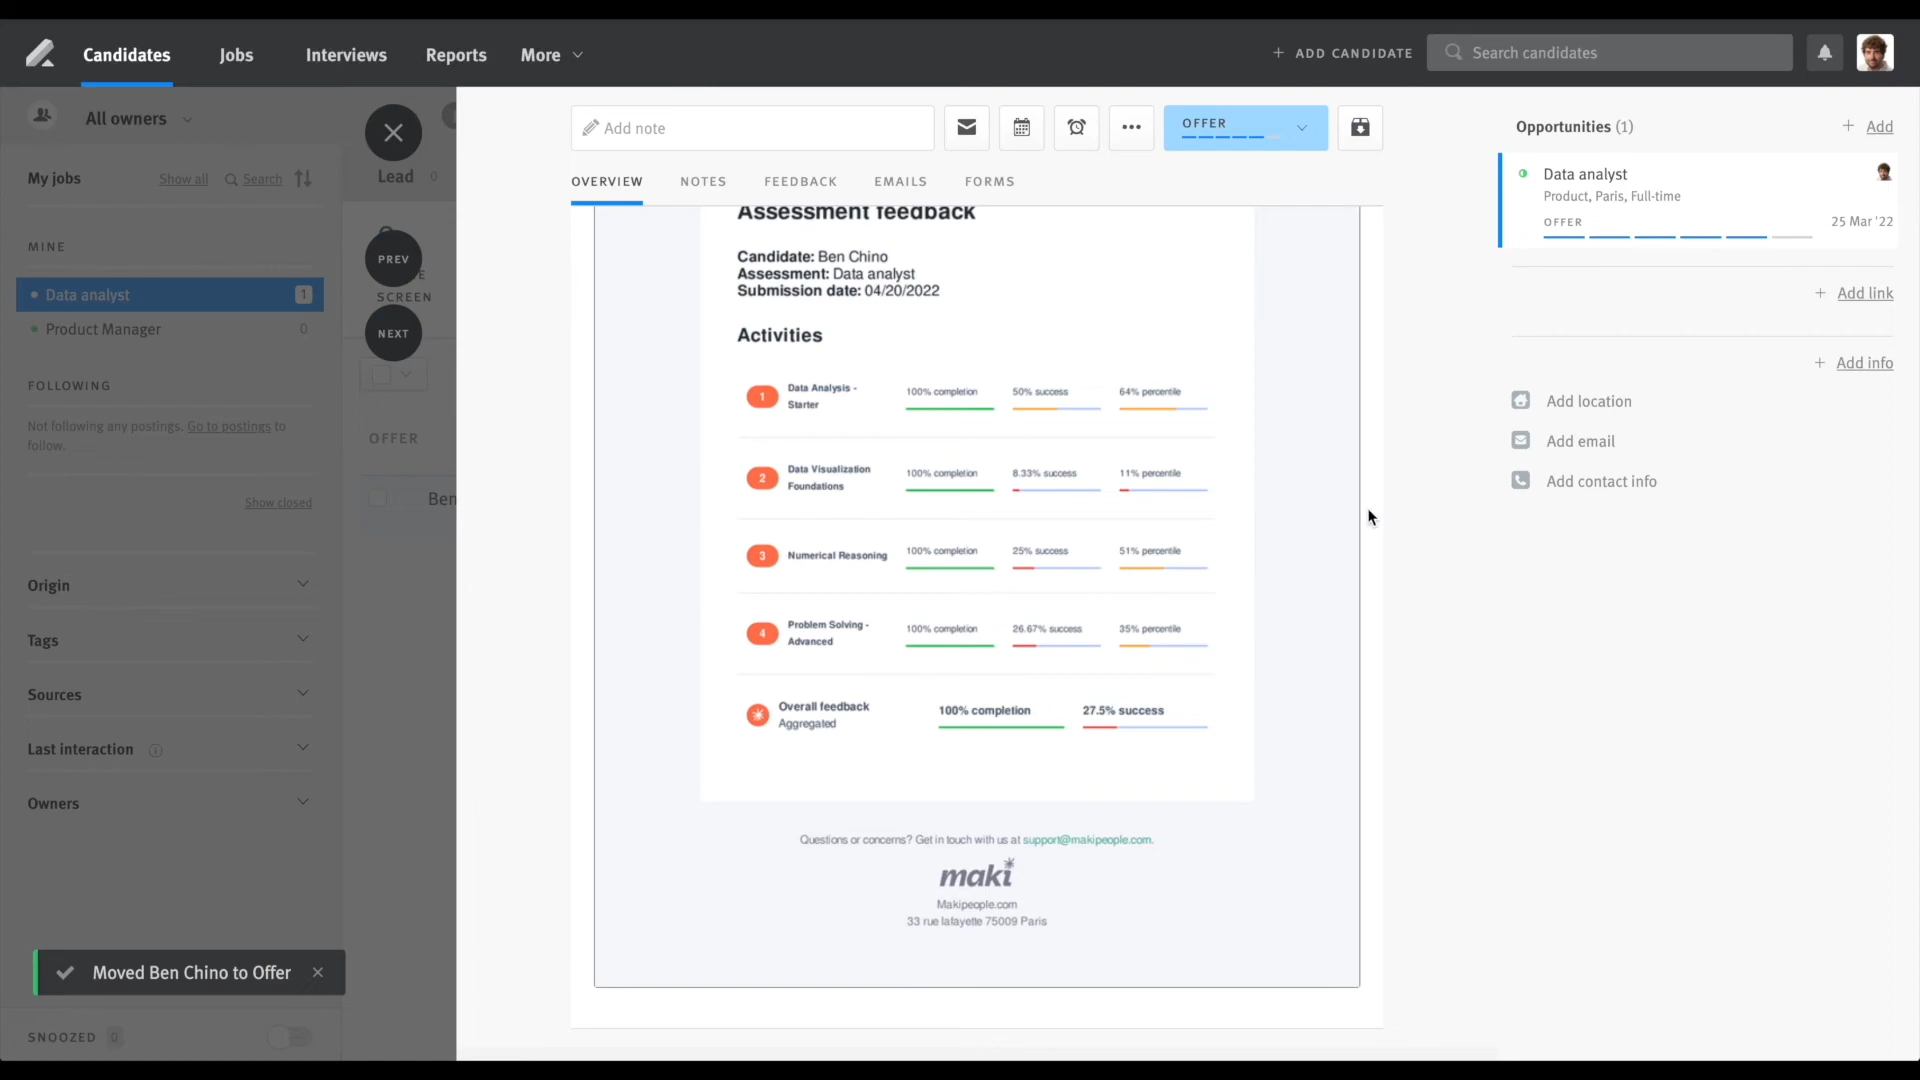 Candidates
Jobs
Interviews
Reports
More
+ ADD CANDIDATE
Search candidates
All owners
My jobs
Show all
Search
MINE
Data analyst 1
Product Manager 0
FOLLOWING
Not following any postings. Go to postings to
follow.
Show closed
Origin
Tags
Sources
Last interaction
Owners
Moved Ben Chino to Offer
SNOOZED 0
Lead 0
PREV
SCREEN
NEXT
OFFER
Ben
Add note
OFFER
OVERVIEW
NOTES
FEEDBACK
EMAILS
FORMS
Assessment feedback
Candidate: Ben Chino
Assessment: Data analyst
Submission date: 04/20/2022
Activities
1
Data Analysis -
Starter
100% completion
50% success
64% percentile
2
Data Visualization
Foundations
100% completion
8.33% success
11% percentile
3
Numerical Reasoning
100% completion
25% success
51% percentile
4
Problem Solving -
Advanced
100% completion
26.67% success
35% percentile
Overall feedback
Aggregated
100% completion
27.5% success
Questions or concerns? Get in touch with us at support@makipeople.com.
maki
Makipeople.com
33 rue lafayette 75009 Paris
Opportunities (1)
+ Add
Data analyst
Product, Paris, Full-time
OFFER
25 Mar '22
+ Add link
+ Add info
Add location
Add email
Add contact info